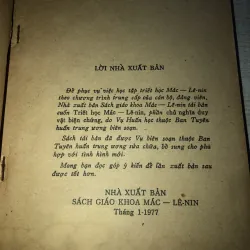 LỜI NHÀ XUẤT BẢN
Để phục vụ việc học tập triết học Mác — Lê-nin
theo chương trình trung cấp của cán bộ, đảng viên,
Nhà xuất bản Sách giáo khoa Mác — Lê-nin tái bản
cuốn Triết học Mác — Lê-nin, phần chủ nghĩa duy
vật biện chứng, do Vụ Huấn học thuộc Ban Tuyên
huấn trung ương biên soạn.
Sách tái bản đã được Vụ biên soạn thuộc Ban
Tuyên huấn trung ương sửa chữa, bổ sung cho phù
hợp với tình hình mới.
Mong bạn đọc góp ý kiến để lần xuất bản sau
được tốt hơn.
NHÀ XUẤT BẢN
SÁCH GIÁO KHOA MÁC — LÊ-NIN
Tháng 1-1977